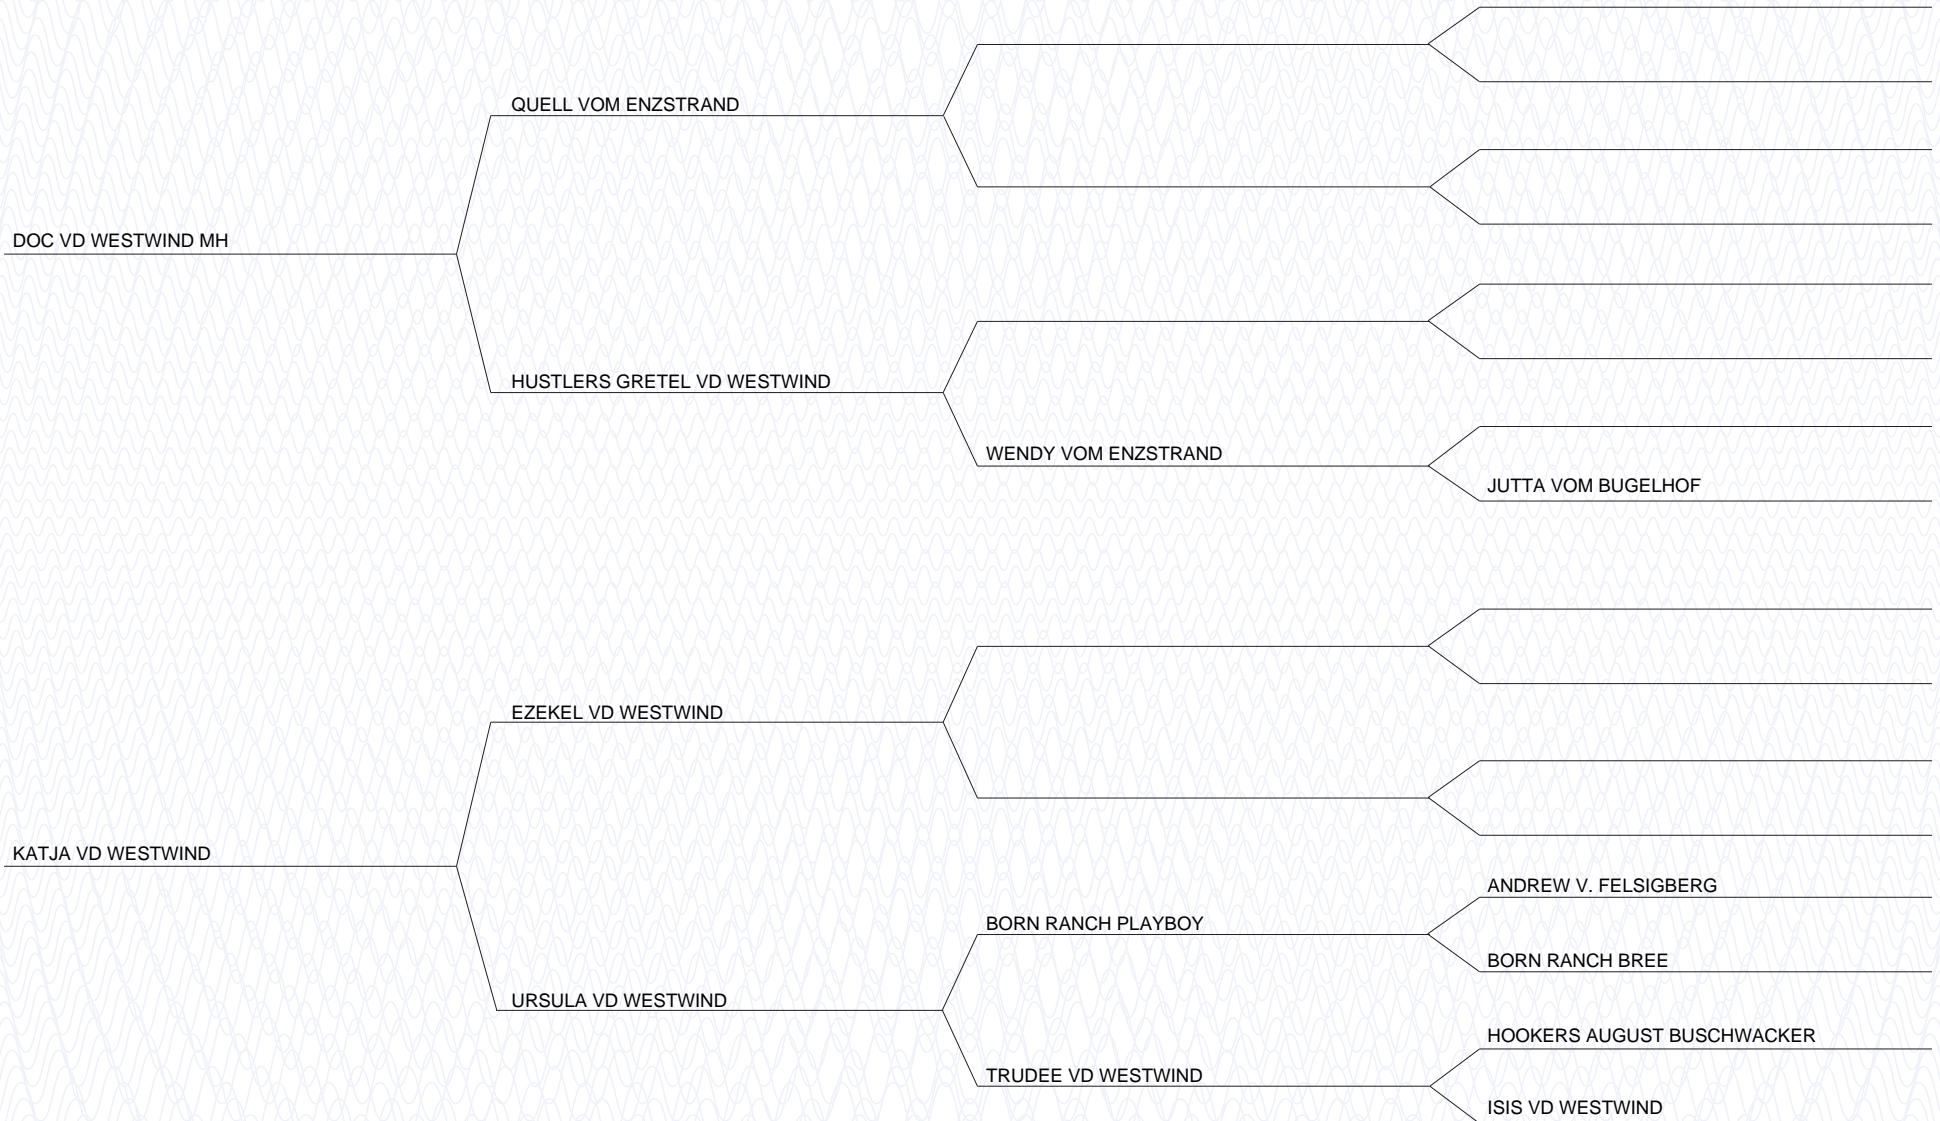 QUELL VOM ENZSTRAND
DOC VD WESTWIND MH
HUSTLERS GRETEL VD WESTWIND
WENDY VOM ENZSTRAND
JUTTA VOM BUGELHOF
EZEKEL VD WESTWIND
KATJA VD WESTWIND
ANDREW V. FELSIGBERG
BORN RANCH PLAYBOY
BORN RANCH BREE
URSULA VD WESTWIND
HOOKERS AUGUST BUSCHWACKER
TRUDEE VD WESTWIND
ISIS VD WESTWIND